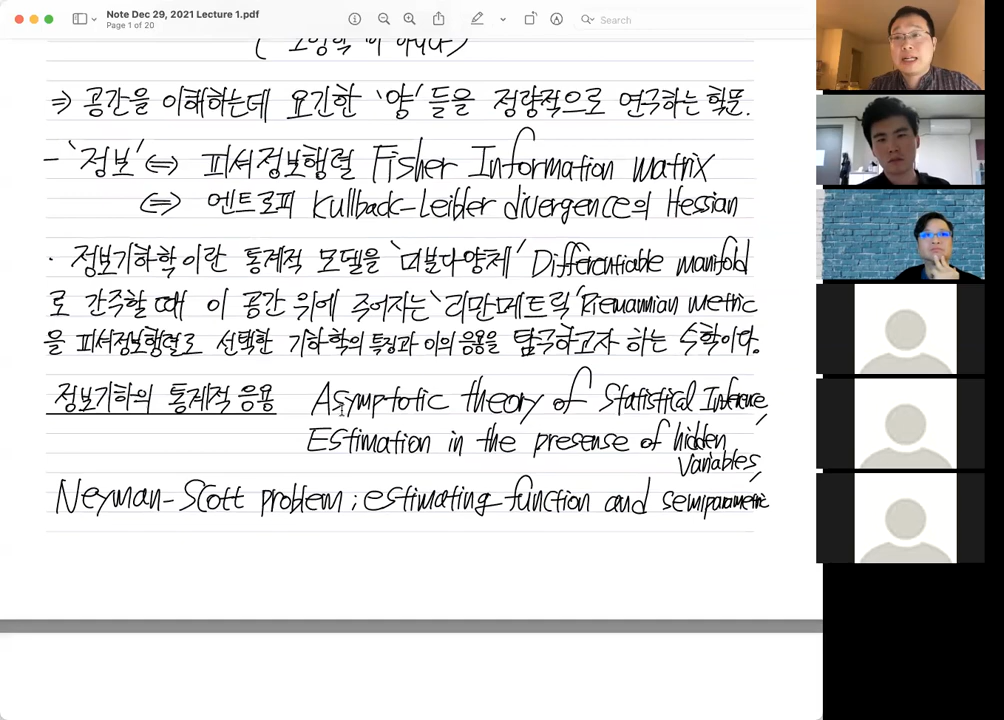 Note Dec 29, 2021 Lecture 1.pdf
Page 1 of 20
Search
⇒ 공간을 이해하는데 요긴한 '양'들을 정량적으로 연구하는 학문.
- '정보' ⇔ 피셔정보행렬 Fisher Information matrix
⇔ 엔트로피 Kullback-Leibler divergence의 Hessian
· 정보기하학이란 통계적 모델을 '미분다양체' Differentiable manifold
로 간주할 때 이 공간 위에 주어지는 '리만메트릭' Riemannian metric
을 피셔정보행렬로 선택한 기하학의 특징과 이의 응용을 탐구하고자 하는 수학이다.
정보기하의 통계적 응용 Asymptotic theory of Statistical Inference,
Estimation in the presense of hidden
variables,
Neyman-Scott problem; estimating function and semiparametric